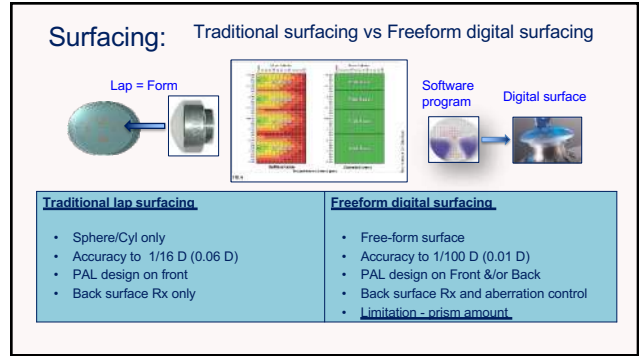 Surfacing: Traditional surfacing vs Freeform digital surfacing
Lap = Form
Software
program
Digital surface
Traditional lap surfacing
• Sphere/Cyl only
• Accuracy to 1/16 D (0.06 D)
• PAL design on front
• Back surface Rx only
Freeform digital surfacing
• Free-form surface
• Accuracy to 1/100 D (0.01 D)
• PAL design on Front &/or Back
• Back surface Rx and aberration control
• Limitation - prism amount